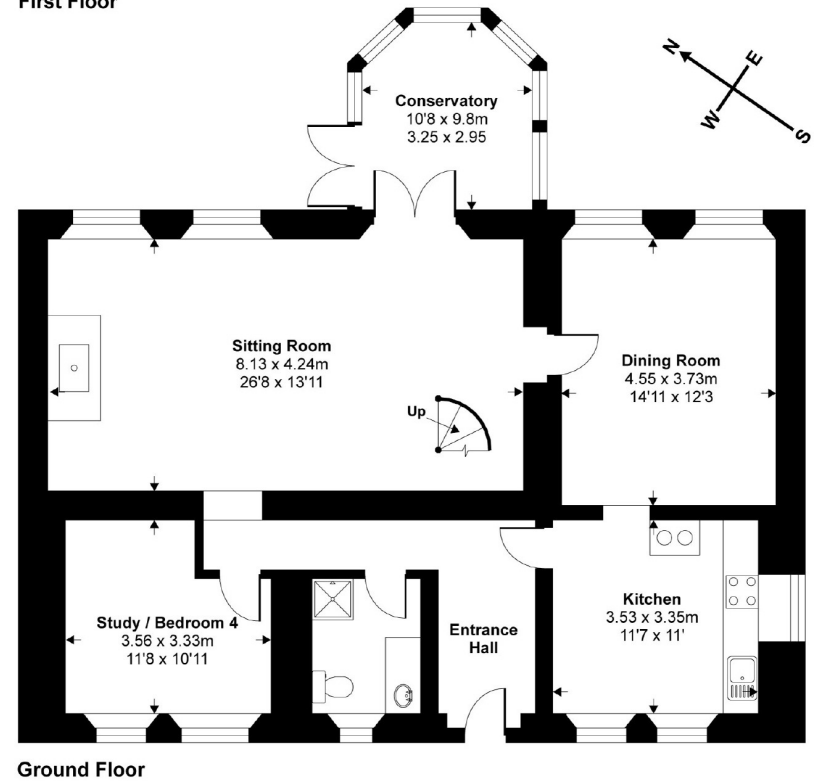 First Floor
N
E
W
S
Conservatory
10'8 x 9.8m
3.25 x 2.95
Sitting Room
8.13 x 4.24m
26'8 x 13'11
Up
Dining Room
4.55 x 3.73m
14'11 x 12'3
Study / Bedroom 4
3.56 x 3.33m
11'8 x 10'11
Entrance
Hall
Kitchen
3.53 x 3.35m
11'7 x 11'
Ground Floor